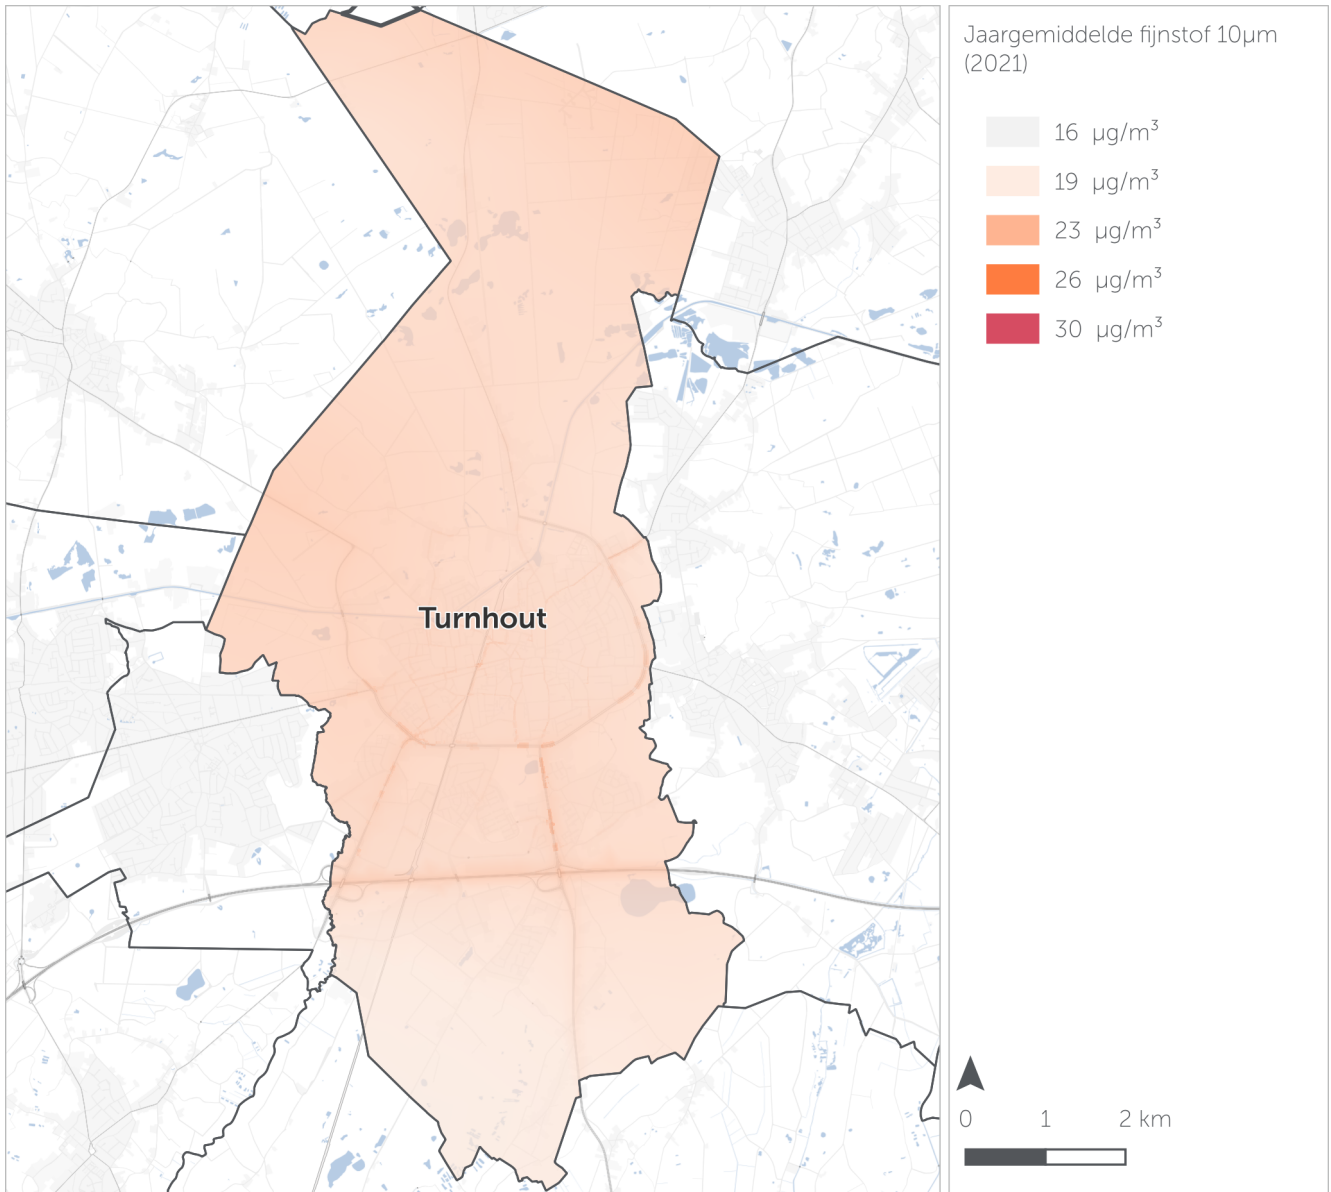 Jaargemiddelde fijnstof 10µm
(2021)
16 µg/m³
19 µg/m³
23 µg/m³
26 µg/m³
30 µg/m³
Turnhout
0 1 2 km